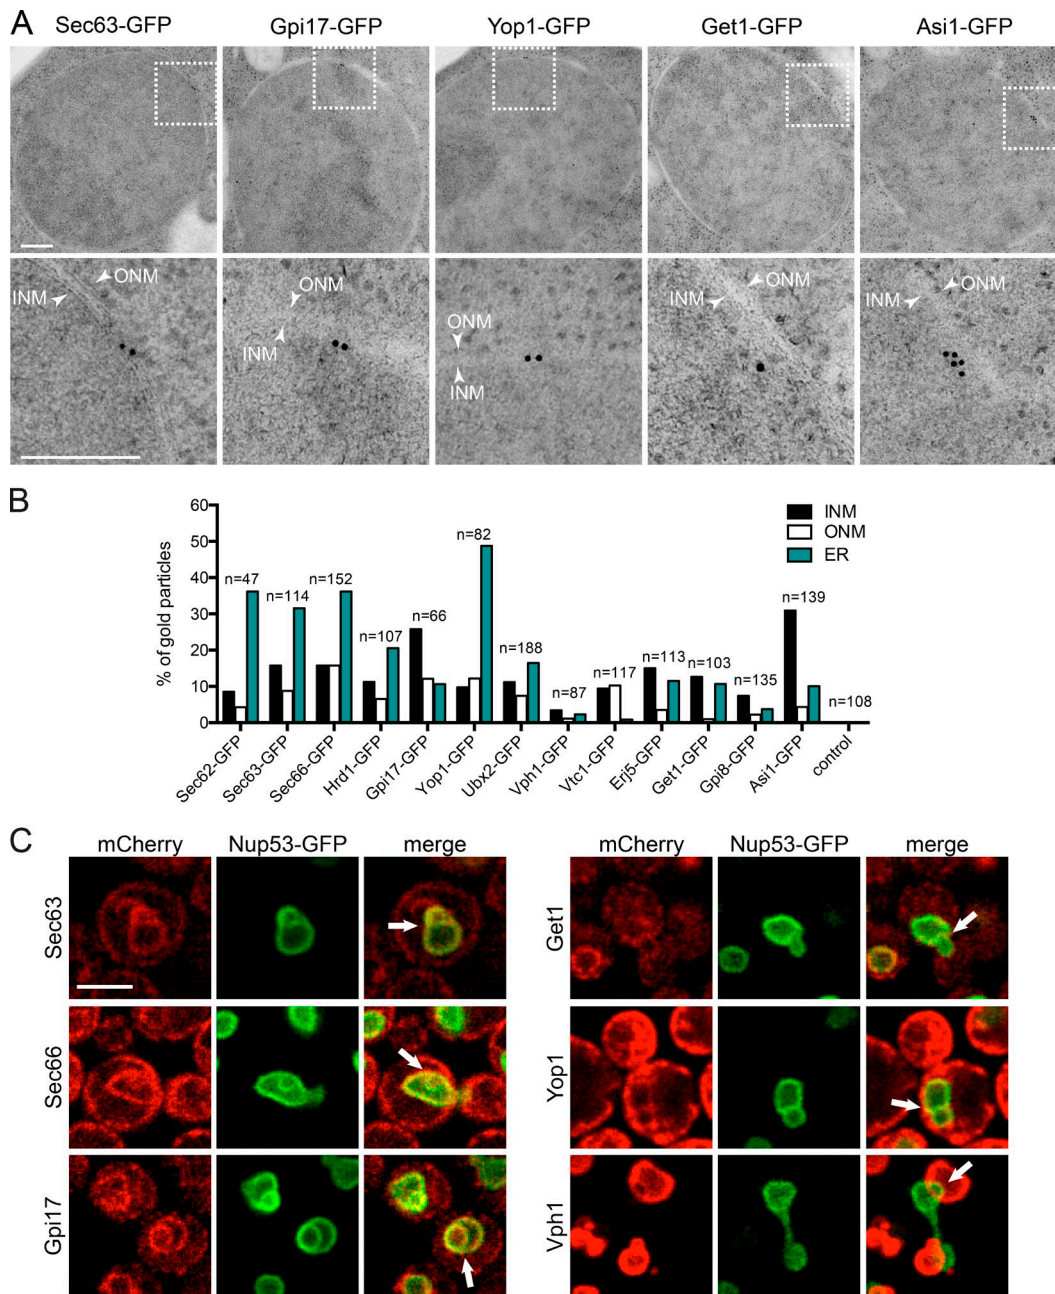 A
Sec63-GFP Gpi17-GFP Yop1-GFP Get1-GFP Asi1-GFP
INM ONM
ONM INM
ONM INM
INM ONM
INM ONM
B
% of gold particles
60
50
40
30
20
10
0
n=47
n=114
n=152
n=107
n=66
n=82
n=188
n=87
n=117
n=113
n=103
n=135
n=139
n=108
INM
ONM
ER
Sec62-GFP
Sec63-GFP
Sec66-GFP
Hrd1-GFP
Gpi17-GFP
Yop1-GFP
Ubx2-GFP
Vph1-GFP
Vtc1-GFP
Erj5-GFP
Get1-GFP
Gpi8-GFP
Asi1-GFP
control
C
mCherry Nup53-GFP merge
Sec63
Sec66
Gpi17
mCherry Nup53-GFP merge
Get1
Yop1
Vph1